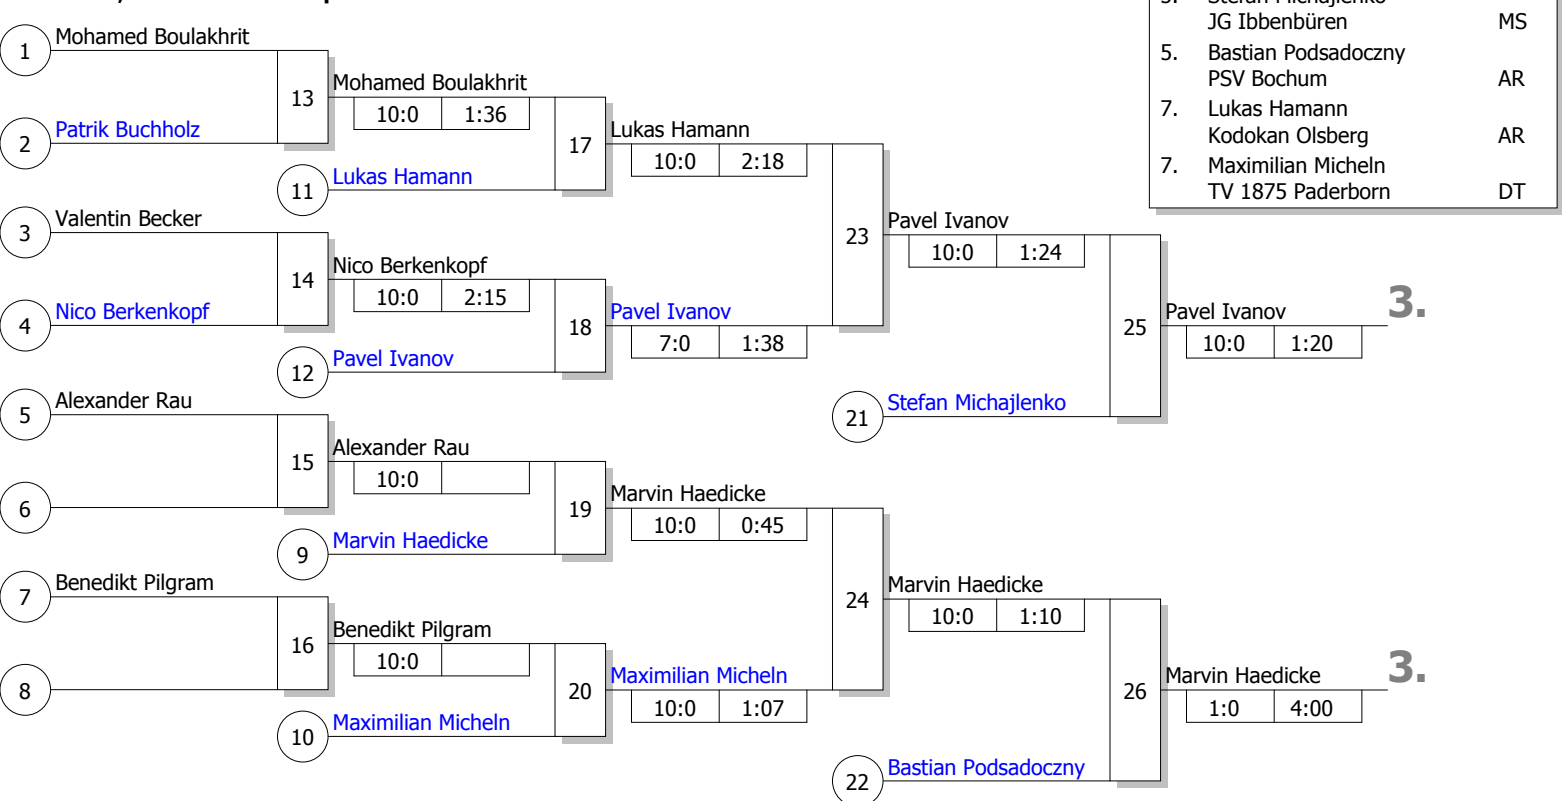 JG Ibbenbüren MS
5. Bastian Podsadoczny
PSV Bochum AR
7. Lukas Hamann
Kodokan Olsberg AR
7. Maximilian Micheln
TV 1875 Paderborn DT
1 Mohamed Boulakhrit
2 Patrik Buchholz
13 Mohamed Boulakhrit
10:0 1:36
11 Lukas Hamann
17 Lukas Hamann
10:0 2:18
3 Valentin Becker
4 Nico Berkenkopf
14 Nico Berkenkopf
10:0 2:15
12 Pavel Ivanov
18 Pavel Ivanov
7:0 1:38
23 Pavel Ivanov
10:0 1:24
21 Stefan Michajlenko
25 Pavel Ivanov
10:0 1:20
3.
5 Alexander Rau
6
15 Alexander Rau
10:0
9 Marvin Haedicke
19 Marvin Haedicke
10:0 0:45
7 Benedikt Pilgram
8
16 Benedikt Pilgram
10:0
10 Maximilian Micheln
20 Maximilian Micheln
10:0 1:07
24 Marvin Haedicke
10:0 1:10
22 Bastian Podsadoczny
26 Marvin Haedicke
1:0 4:00
3.